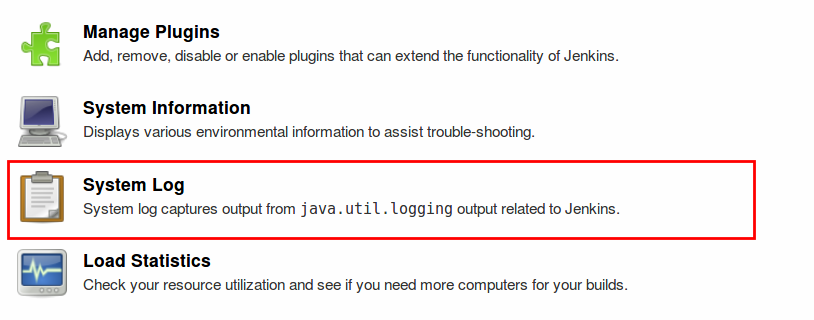 Manage Plugins
Add, remove, disable or enable plugins that can extend the functionality of Jenkins.
System Information
Displays various environmental information to assist trouble-shooting.
System Log
System log captures output from java.util.logging output related to Jenkins.
Load Statistics
Check your resource utilization and see if you need more computers for your builds.